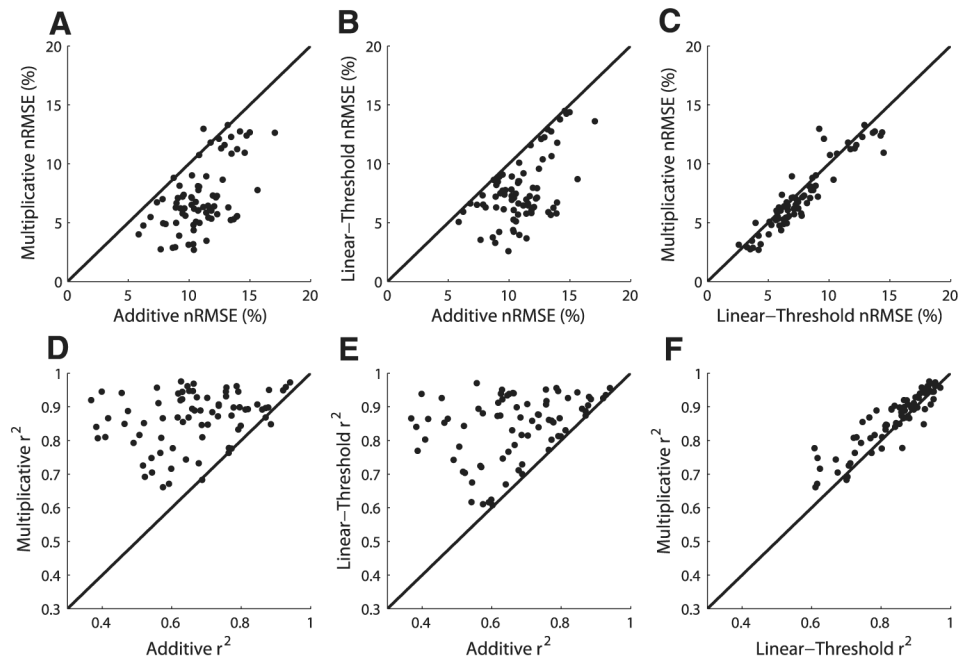 A
Multiplicative nRMSE (%)
20
15
10
5
0
0 5 10 15 20
Additive nRMSE (%)
B
Linear−Threshold nRMSE (%)
20
15
10
5
0
0 5 10 15 20
Additive nRMSE (%)
C
Multiplicative nRMSE (%)
20
15
10
5
0
0 5 10 15 20
Linear−Threshold nRMSE (%)
D
Multiplicative r²
1
0.9
0.8
0.7
0.6
0.5
0.4
0.3
0.4 0.6 0.8 1
Additive r²
E
Linear−Threshold r²
1
0.9
0.8
0.7
0.6
0.5
0.4
0.3
0.4 0.6 0.8 1
Additive r²
F
Multiplicative r²
1
0.9
0.8
0.7
0.6
0.5
0.4
0.3
0.4 0.6 0.8 1
Linear−Threshold r²